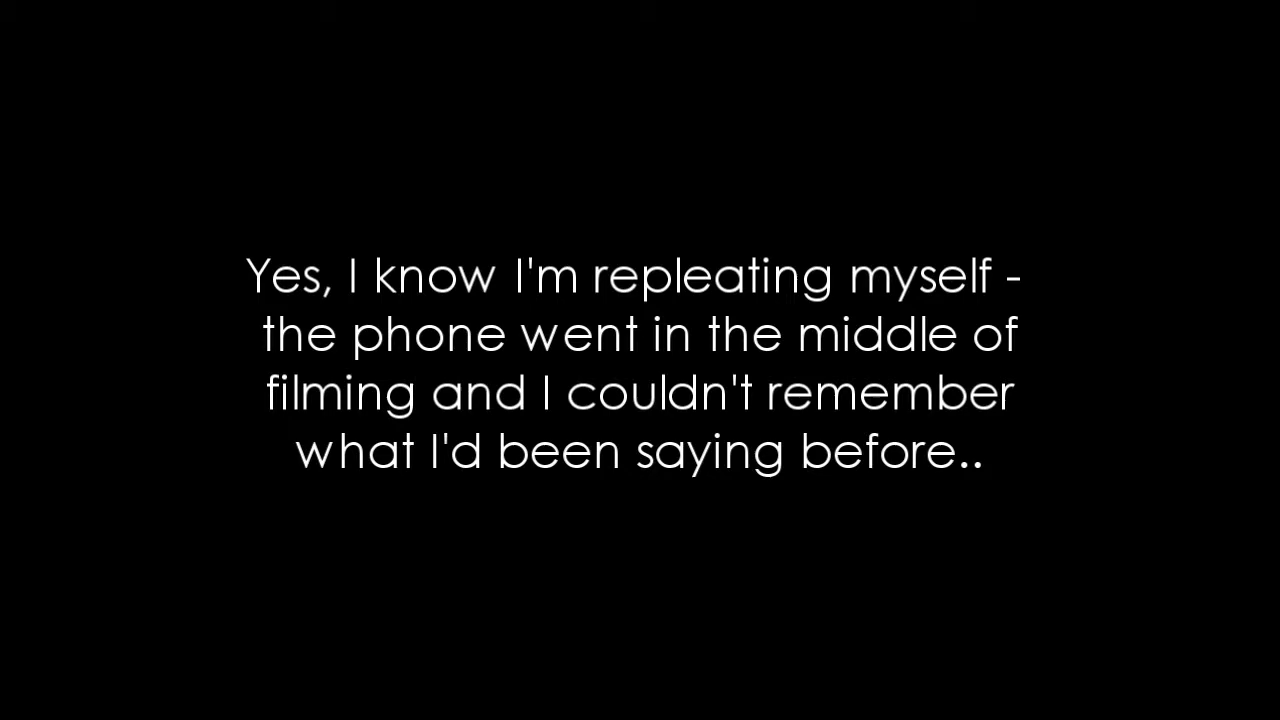 Yes, I know I'm repleating myself -
the phone went in the middle of
filming and I couldn't remember
what I'd been saying before..